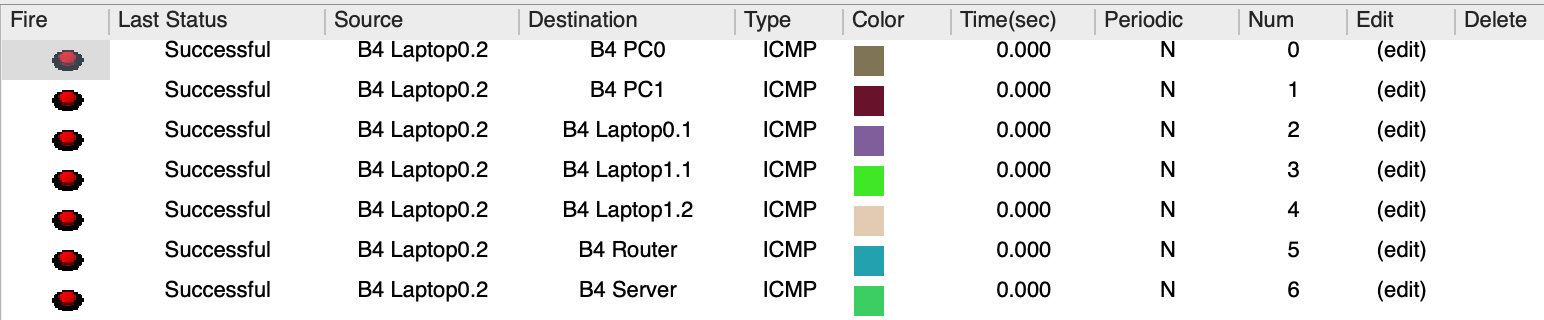 Fire Last Status Source Destination Type Color Time(sec) Periodic Num Edit Delete
Successful B4 Laptop0.2 B4 PC0 ICMP 0.000 N 0 (edit)
Successful B4 Laptop0.2 B4 PC1 ICMP 0.000 N 1 (edit)
Successful B4 Laptop0.2 B4 Laptop0.1 ICMP 0.000 N 2 (edit)
Successful B4 Laptop0.2 B4 Laptop1.1 ICMP 0.000 N 3 (edit)
Successful B4 Laptop0.2 B4 Laptop1.2 ICMP 0.000 N 4 (edit)
Successful B4 Laptop0.2 B4 Router ICMP 0.000 N 5 (edit)
Successful B4 Laptop0.2 B4 Server ICMP 0.000 N 6 (edit)